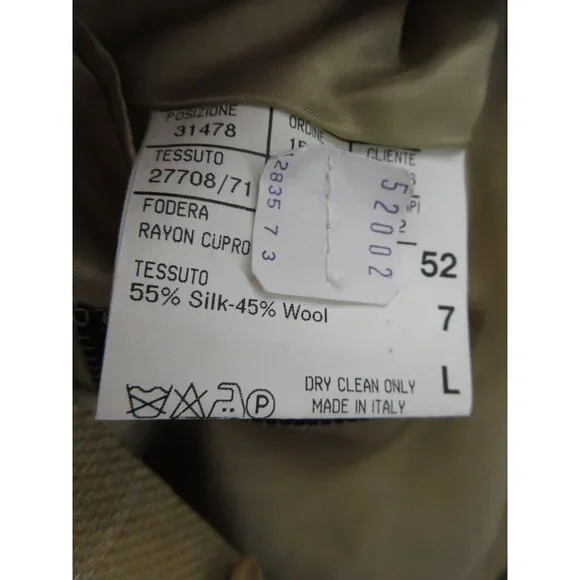 POSIZIONE
31478
ORDINE
15
CLIENTE
TESSUTO
27708/71
FODERA
RAYON CUPRO
TESSUTO
55% Silk-45% Wool
52
7
L
DRY CLEAN ONLY
MADE IN ITALY
P
52002
2835 7 3